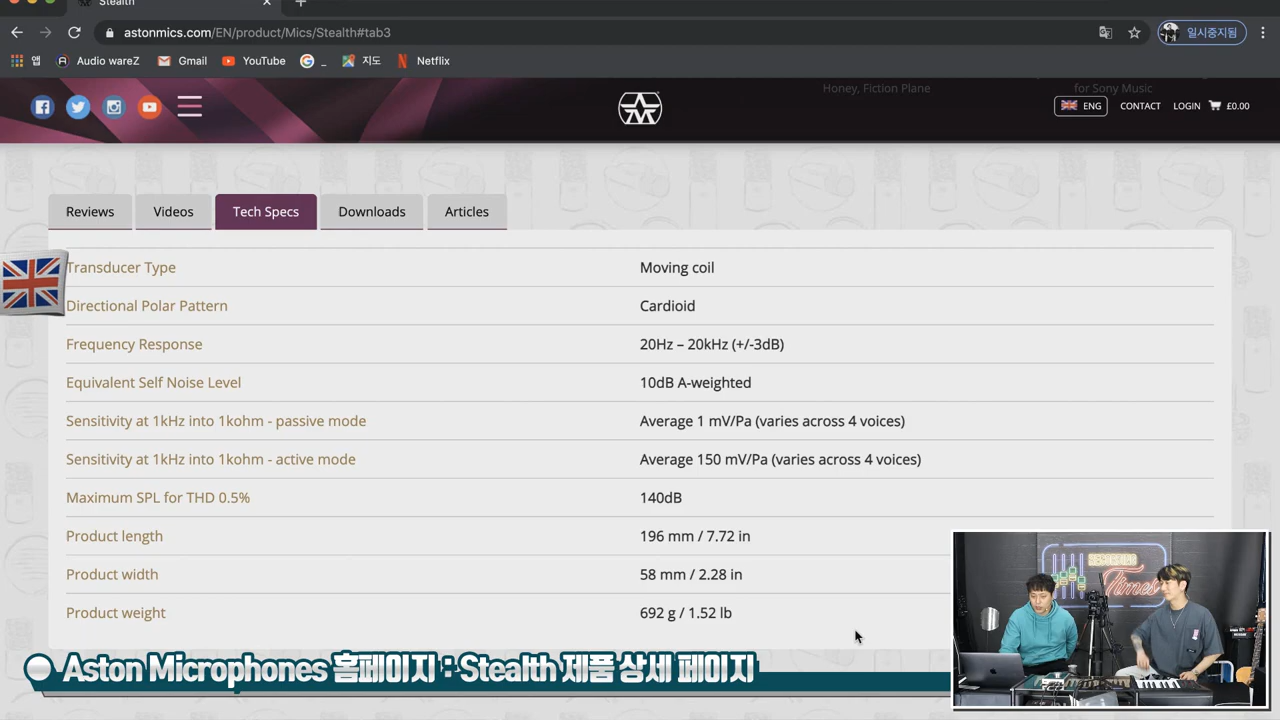 Stealth
astonmics.com/EN/product/Mics/Stealth#tab3
일시중지됨
앱 Audio wareZ Gmail YouTube _ 지도 Netflix
Honey, Fiction Plane
for Sony Music
ENG CONTACT LOGIN £0.00
Reviews Videos Tech Specs Downloads Articles
Transducer Type Moving coil
Directional Polar Pattern Cardioid
Frequency Response 20Hz – 20kHz (+/-3dB)
Equivalent Self Noise Level 10dB A-weighted
Sensitivity at 1kHz into 1kohm - passive mode Average 1 mV/Pa (varies across 4 voices)
Sensitivity at 1kHz into 1kohm - active mode Average 150 mV/Pa (varies across 4 voices)
Maximum SPL for THD 0.5% 140dB
Product length 196 mm / 7.72 in
Product width 58 mm / 2.28 in
Product weight 692 g / 1.52 lb
Times
Aston Microphones 홈페이지 : Stealth 제품 상세 페이지